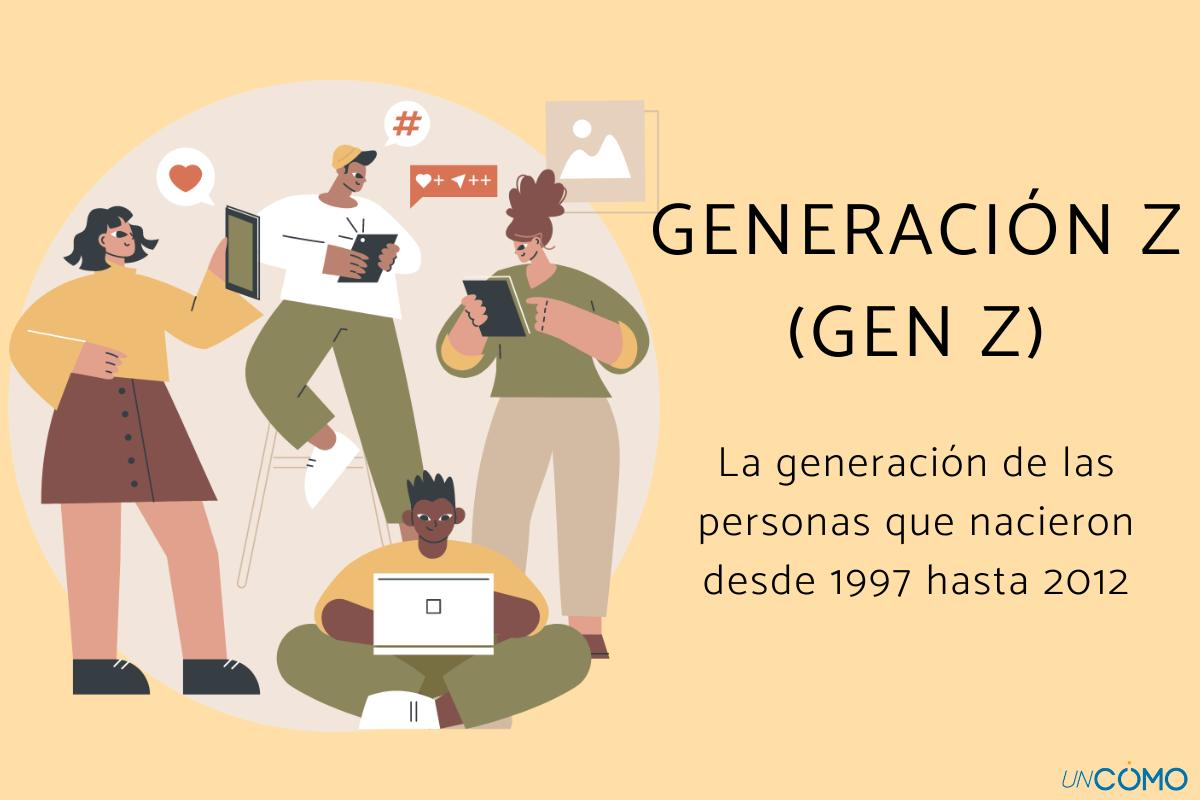 #
++
GENERACIÓN Z
(GEN Z)
La generación de las
personas que nacieron
desde 1997 hasta 2012
UNCOMO